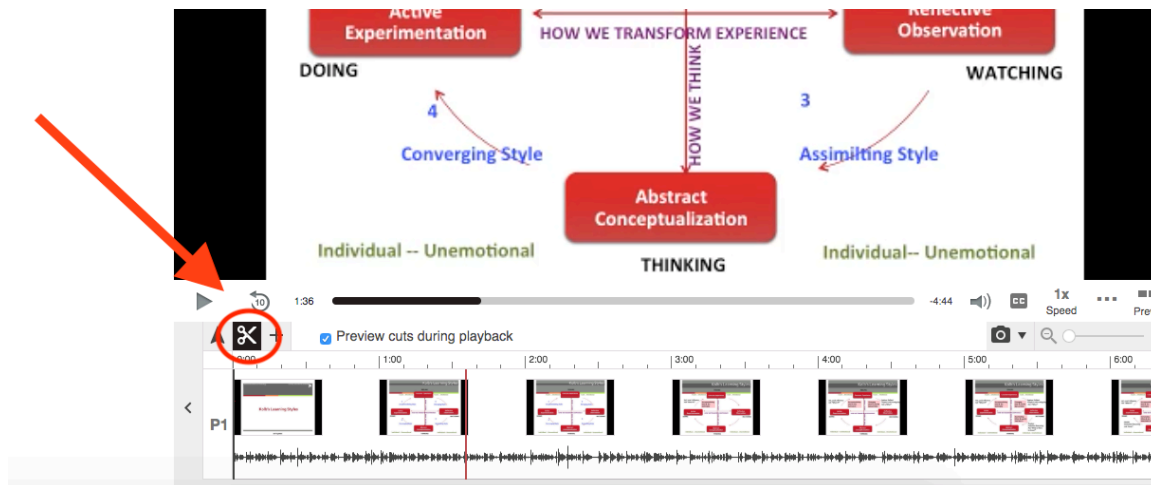 Active
Experimentation
HOW WE TRANSFORM EXPERIENCE
Reflective
Observation
DOING
HOW WE THINK
WATCHING
4
3
Converging Style
Assimilting Style
Abstract
Conceptualization
Individual -- Unemotional
Individual-- Unemotional
THINKING
10
1:36
-4:44
CC
1x
Speed
Preview cuts during playback
0:00
1:00
2:00
3:00
4:00
5:00
6:00
P1